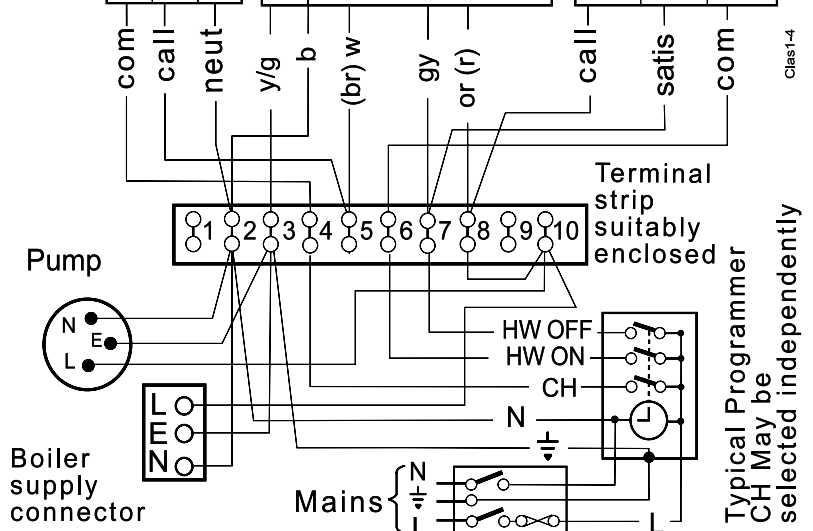 com
call
neut
y/g
b
(br) w
gy
or (r)
call
satis
com
Clas1-4
Terminal
strip
suitably
enclosed
1
2
3
4
5
6
7
8
9
10
Pump
N
E
L
HW OFF
HW ON
CH
N
L
E
N
Boiler
supply
connector
Mains
N
L
L
Typical Programmer
CH May be
selected independently